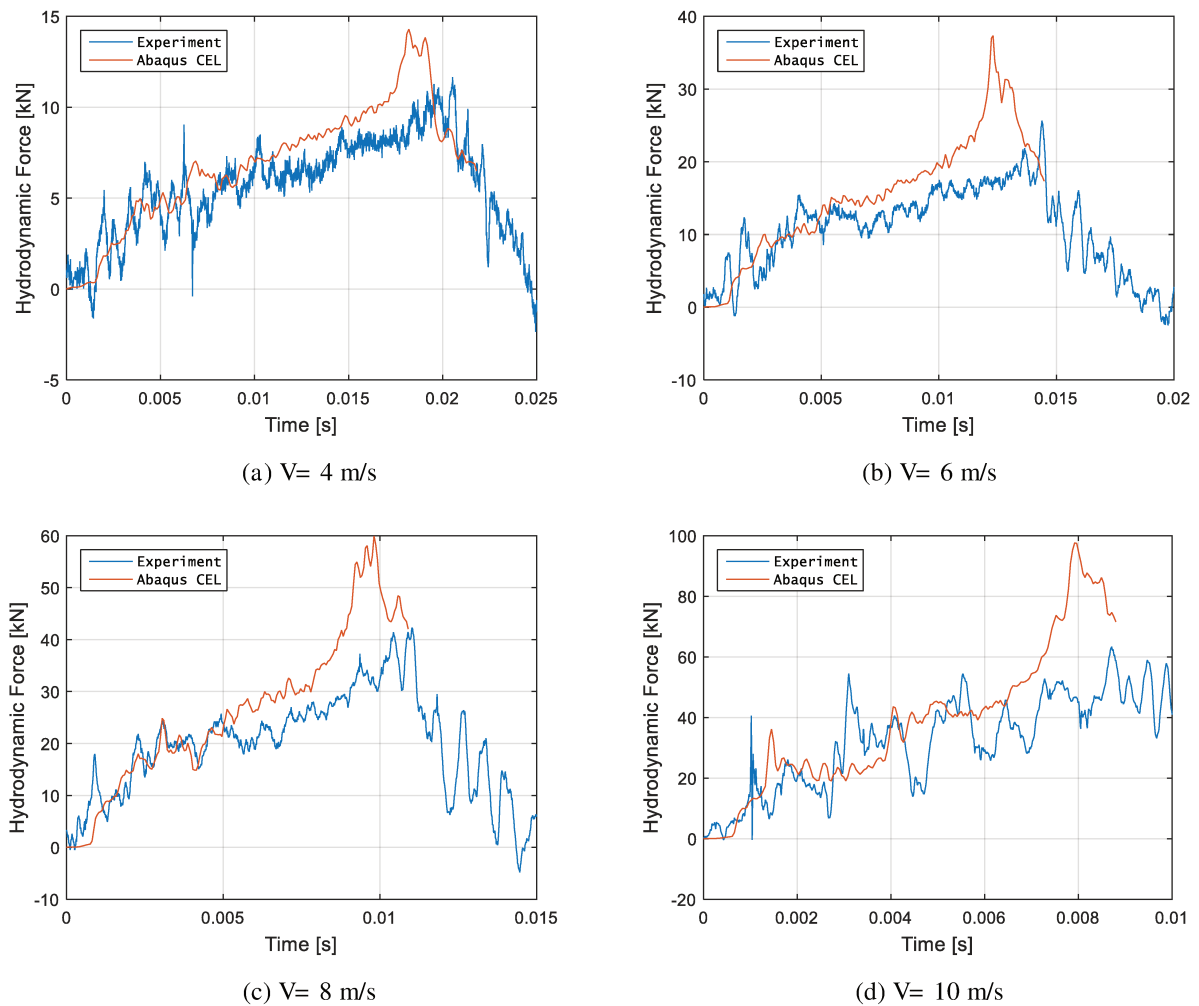 15
10
5
0
-5
Hydrodynamic Force [kN]
Experiment
Abaqus CEL
0 0.005 0.01 0.015 0.02 0.025
Time [s]
(a) V= 4 m/s
40
30
20
10
0
-10
Hydrodynamic Force [kN]
Experiment
Abaqus CEL
0 0.005 0.01 0.015 0.02
Time [s]
(b) V= 6 m/s
60
50
40
30
20
10
0
-10
Hydrodynamic Force [kN]
Experiment
Abaqus CEL
0 0.005 0.01 0.015
Time [s]
(c) V= 8 m/s
100
80
60
40
20
0
-20
Hydrodynamic Force [kN]
Experiment
Abaqus CEL
0 0.002 0.004 0.006 0.008 0.01
Time [s]
(d) V= 10 m/s